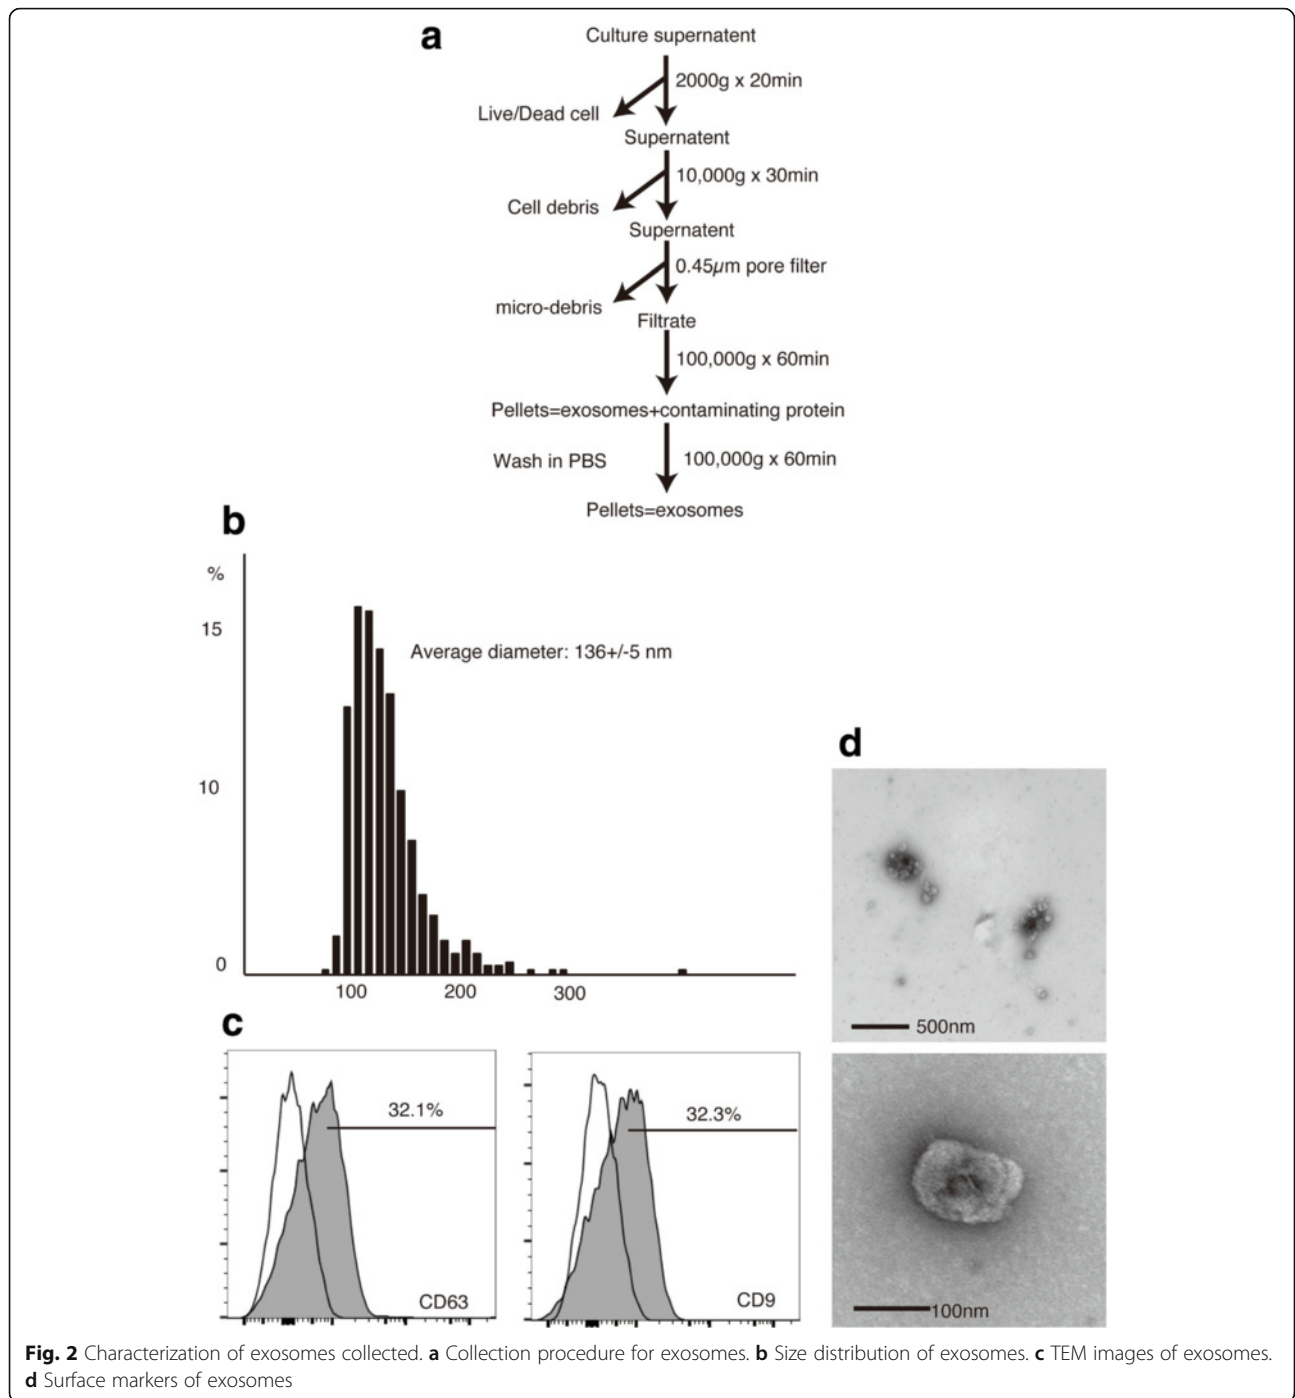 a
Culture supernatent
2000g x 20min
Live/Dead cell
Supernatent
10,000g x 30min
Cell debris
Supernatent
0.45µm pore filter
micro-debris
Filtrate
100,000g x 60min
Pellets=exosomes+contaminating protein
Wash in PBS
100,000g x 60min
Pellets=exosomes
b
%
15
Average diameter: 136+/-5 nm
10
0
100 200 300
c
32.1%
CD63
32.3%
CD9
d
500nm
100nm
Fig. 2 Characterization of exosomes collected. a Collection procedure for exosomes. b Size distribution of exosomes. c TEM images of exosomes.
d Surface markers of exosomes